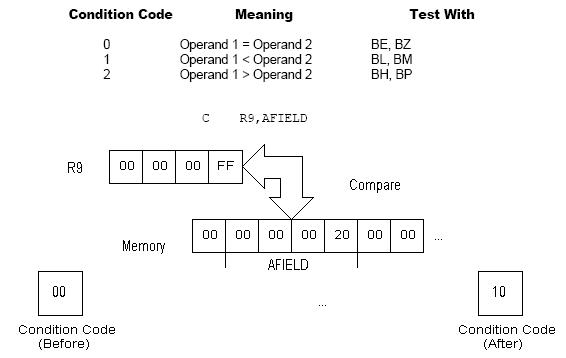 Condition Code Meaning Test With
0 Operand 1 = Operand 2 BE, BZ
1 Operand 1 < Operand 2 BL, BM
2 Operand 1 > Operand 2 BH, BP
C R9,AFIELD
R9 00 00 00 FF
Compare
Memory 00 00 00 00 20 00 00 ...
AFIELD
00 ... 10
Condition Code (Before)
Condition Code (After)